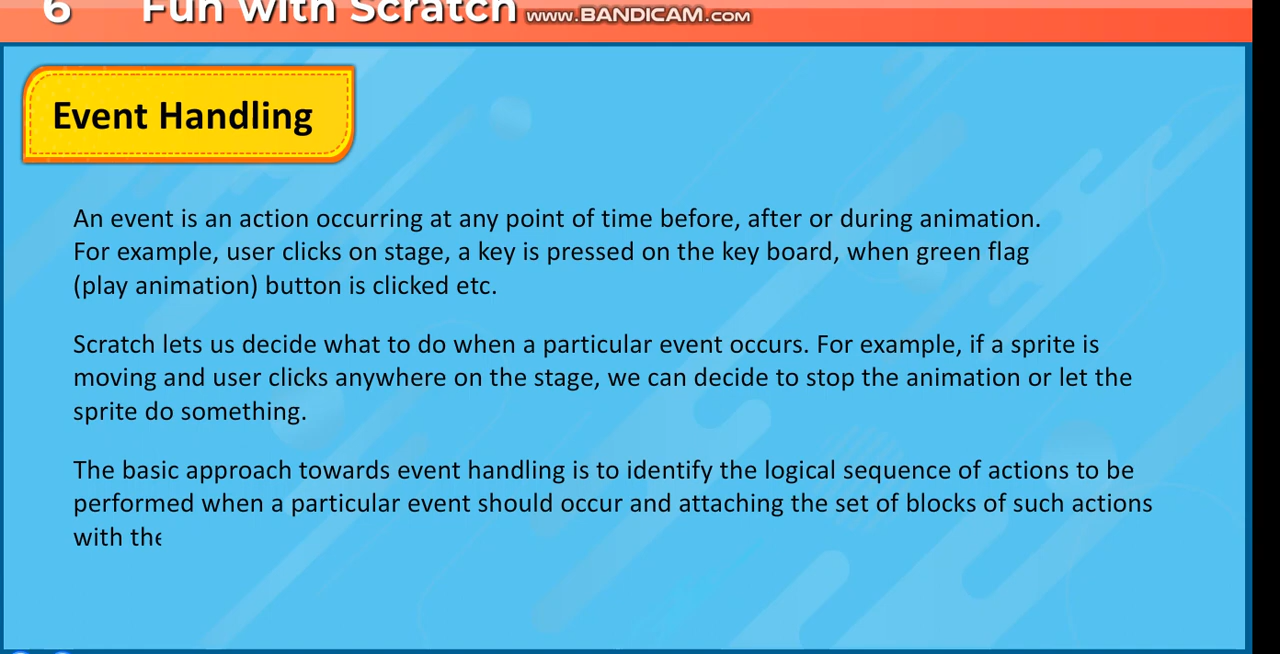 6 Fun with Scratch www.BANDICAM.com
Event Handling
An event is an action occurring at any point of time before, after or during animation.
For example, user clicks on stage, a key is pressed on the key board, when green flag
(play animation) button is clicked etc.
Scratch lets us decide what to do when a particular event occurs. For example, if a sprite is
moving and user clicks anywhere on the stage, we can decide to stop the animation or let the
sprite do something.
The basic approach towards event handling is to identify the logical sequence of actions to be
performed when a particular event should occur and attaching the set of blocks of such actions
with the